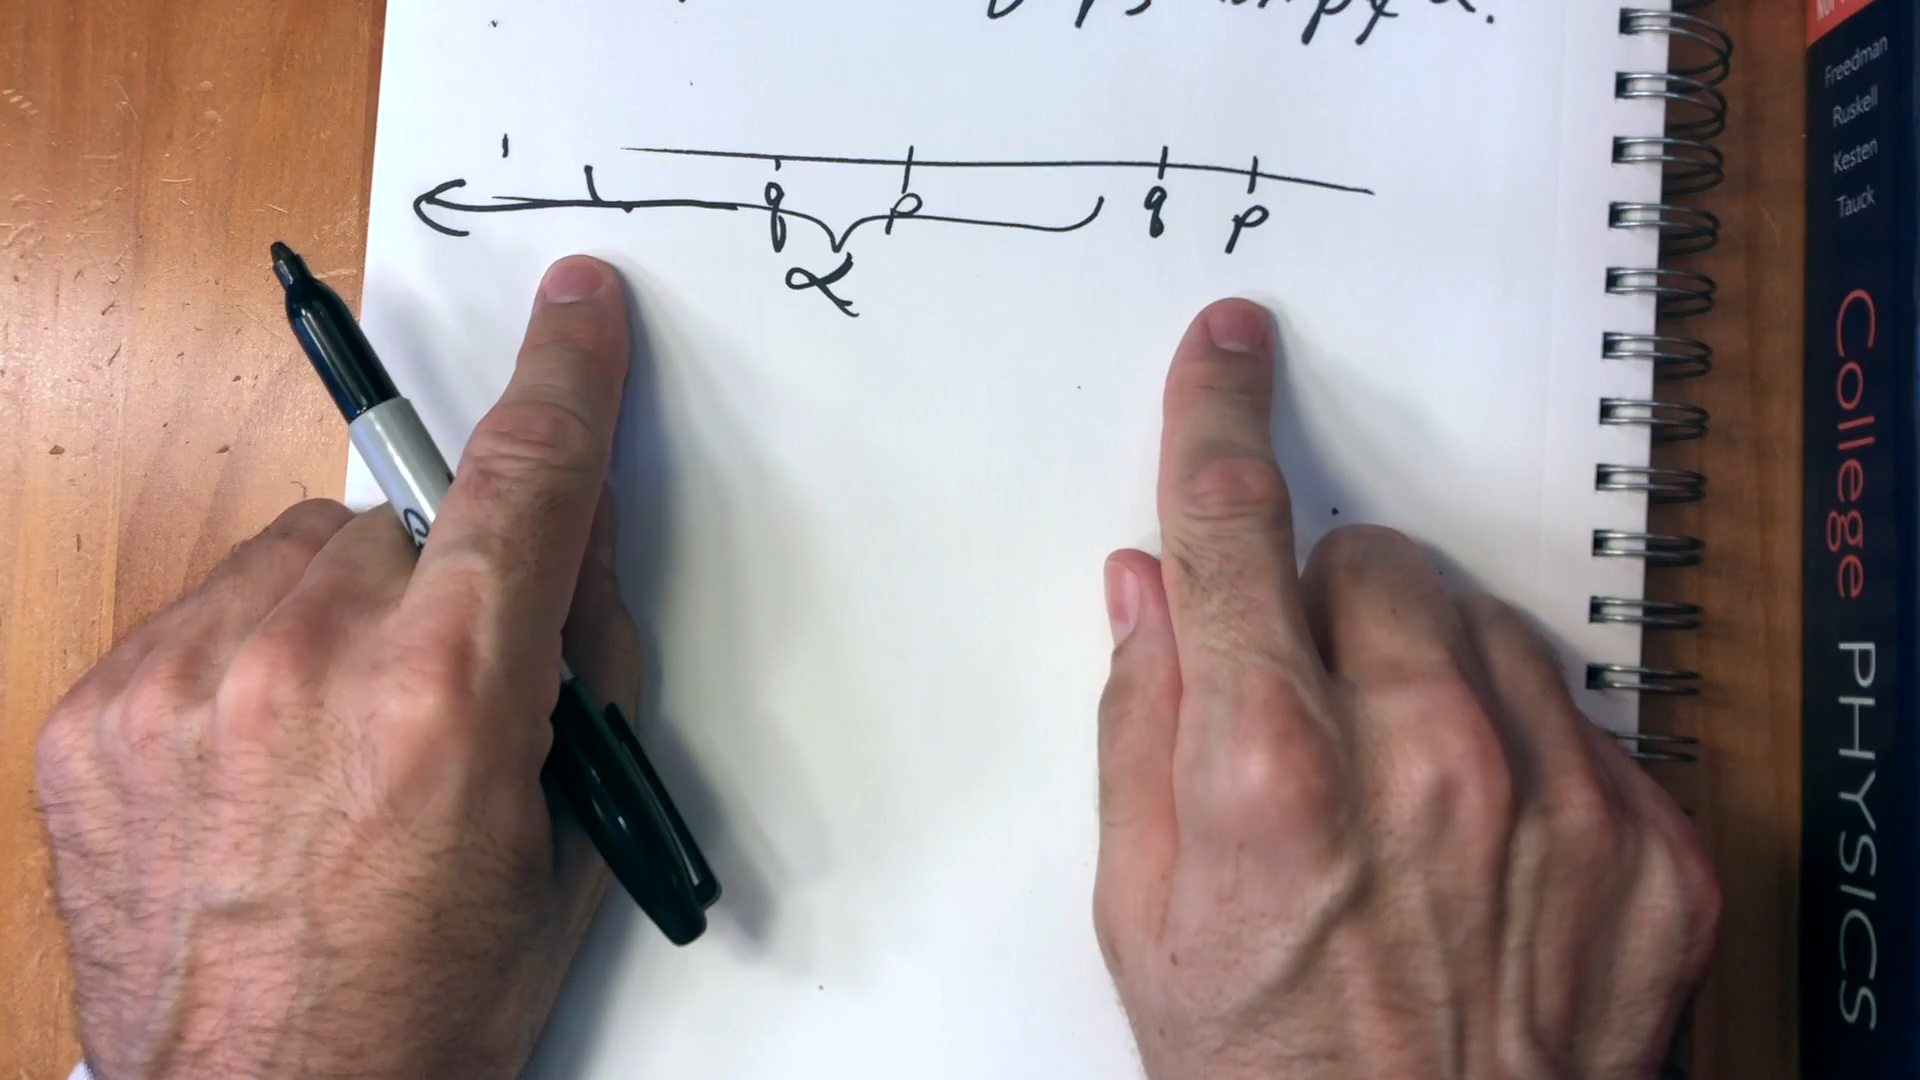 q p q p
α
Freedman
Ruskell
Kesten
Tauck
College PHYSICS